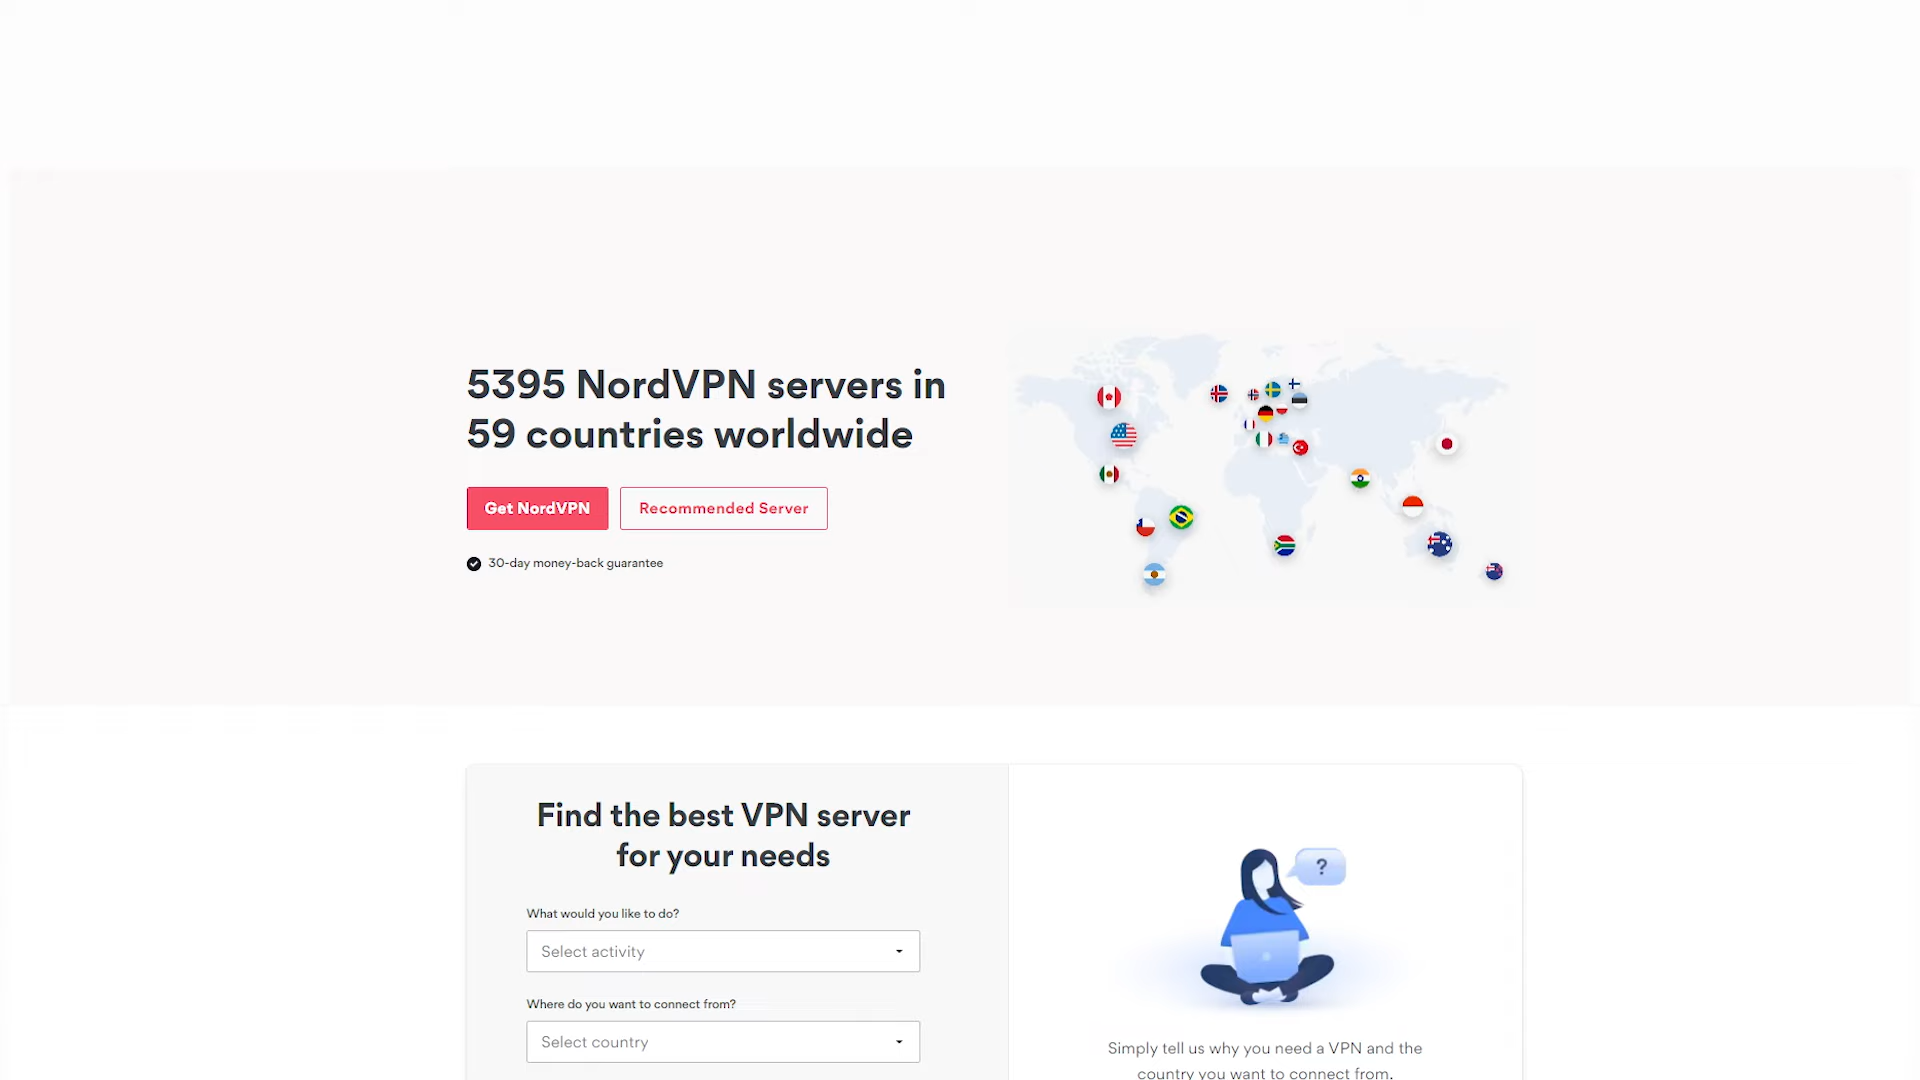 5395 NordVPN servers in
59 countries worldwide
Get NordVPN
Recommended Server
30-day money-back guarantee
Find the best VPN server
for your needs
What would you like to do?
Select activity
Where do you want to connect from?
Select country
?
Simply tell us why you need a VPN and the
country you want to connect from.